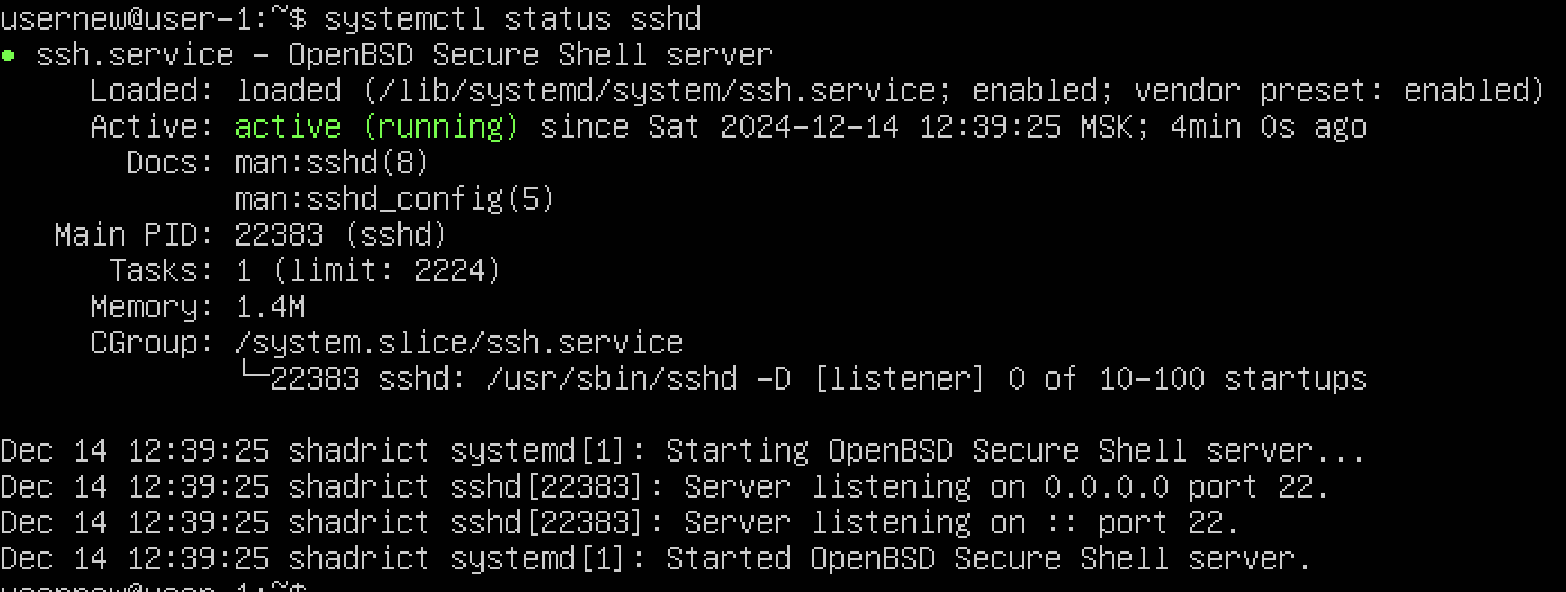 usernew@user-1:~$ systemctl status sshd
● ssh.service - OpenBSD Secure Shell server
Loaded: loaded (/lib/systemd/system/ssh.service; enabled; vendor preset: enabled)
Active: active (running) since Sat 2024-12-14 12:39:25 MSK; 4min 0s ago
Docs: man:sshd(8)
man:sshd_config(5)
Main PID: 22383 (sshd)
Tasks: 1 (limit: 2224)
Memory: 1.4M
CGroup: /system.slice/ssh.service
└─22383 sshd: /usr/sbin/sshd -D [listener] 0 of 10-100 startups
Dec 14 12:39:25 shadrict systemd[1]: Starting OpenBSD Secure Shell server...
Dec 14 12:39:25 shadrict sshd[22383]: Server listening on 0.0.0.0 port 22.
Dec 14 12:39:25 shadrict sshd[22383]: Server listening on :: port 22.
Dec 14 12:39:25 shadrict systemd[1]: Started OpenBSD Secure Shell server.
usernew@user-1:~$